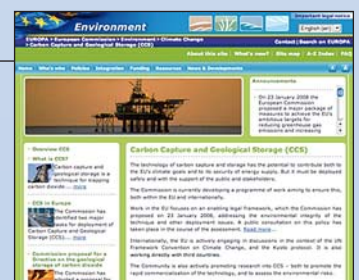 Important legal notice
Environment
English (en)
EUROPA > European Commission > Environment > Climate Change
> Carbon Capture and Geological Storage (CCS)
Contact | Search on EUROPA
About this site | What's new? | Site map | A-Z Index | FAQ
Home Who's who Policies Integration Funding Resources News & Developments
Announcements
On 23 January 2008 the
European Commission
proposed a major package of
measures to achieve the EU's
ambitious targets for
reducing greenhouse gas
emissions and increasing
Overview CCS
What is CCS?
Carbon capture and
geological storage is a
technique for trapping
carbon dioxide ... more
CCS in Europe
The Commission has
identified two major
tasks for deployment of
Carbon Capture and Geological
Storage (CCS).... more
Commission proposal for a
Directive on the geological
storage of carbon dioxide
The Commission has
Carbon Capture and Geological Storage (CCS)
The technology of carbon capture and storage has the potential to contribute both to
the EU's climate goals and to its security of energy supply. But it must be deployed
safely and with the support of the public and stakeholders.
The Commission is currently developing a programme of work aiming to ensure this,
both within the EU and internationally.
Work in the EU focuses on an enabling legal framework, which the Commission has
proposed on 23 January 2008, addressing the environmental integrity of the
technique and other deployment issues. A public consultation on this policy has
taken place in the course of the assessment. Read more...
Internationally, the EU is actively engaging in discussions in the context of the UN
Framework Convention on Climate Change, and the Kyoto protocol. It is also
working directly with third countries.
The Community is also actively promoting research into CCS – both to promote the
rapid commercialisation of the technology, and to assess the environmental risks.